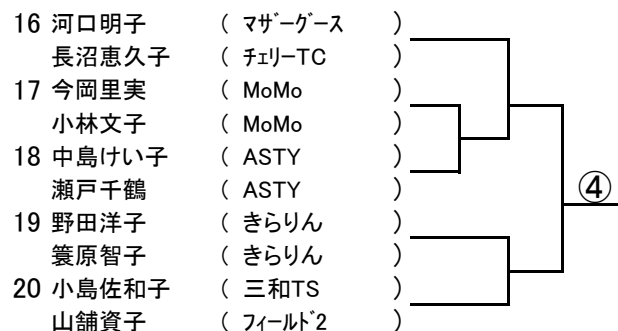 16 河口明子 ( マザーグース )
長沼恵久子 ( チェリーTC )
17 今岡里実 ( MoMo )
小林文子 ( MoMo )
18 中島けい子 ( ASTY )
瀬戸千鶴 ( ASTY )
④
19 野田洋子 ( きらりん )
簑原智子 ( きらりん )
20 小島佐和子 ( 三和TS )
山舗資子 ( フィールド2 )